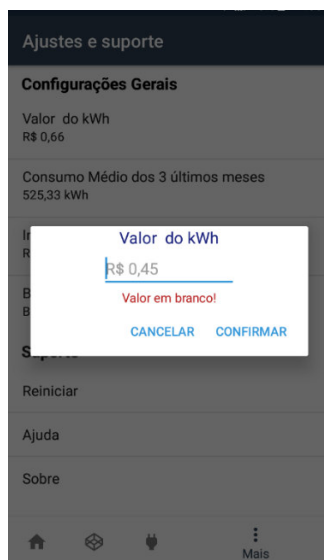 Ajustes e suporte
Configurações Gerais
Valor do kWh
R$ 0,66
Consumo Médio dos 3 últimos meses
525,33 kWh
Valor do kWh
R$ 0,45
Valor em branco!
CANCELAR CONFIRMAR
Reiniciar
Ajuda
Sobre
Mais